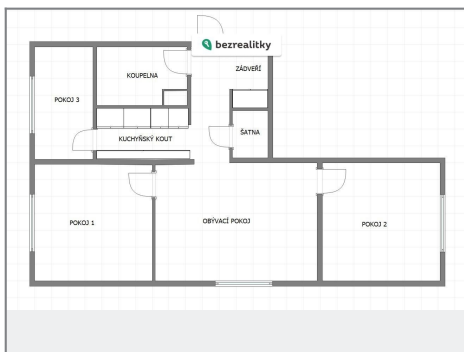 bezrealitky
KOUPELNA
ZÁDVEŘÍ
POKOJ 3
KUCHYŇSKÝ KOUT
ŠATNA
POKOJ 1
OBÝVACÍ POKOJ
POKOJ 2